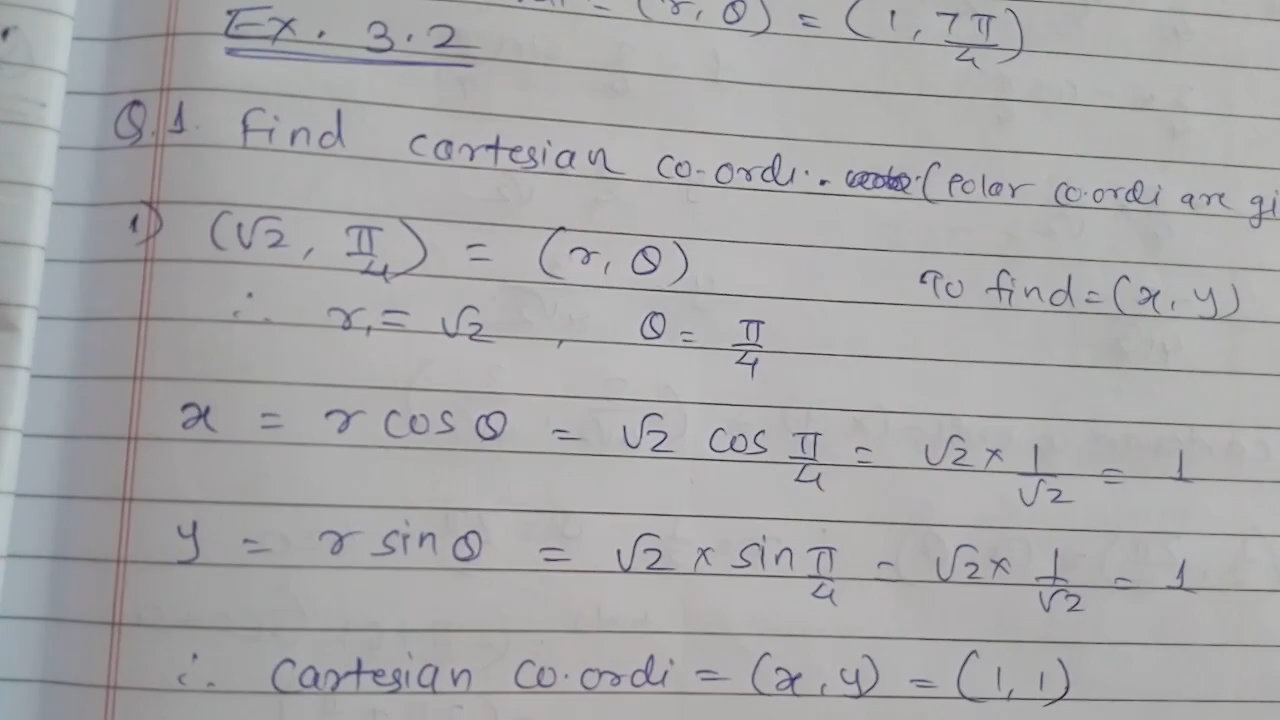 = (r, θ) = (1, 7π/4)
Ex. 3.2
Q.1. Find cartesian co-ordi. (Polar co.ordi are gi
1) (√2, π/4) = (r, θ) To find = (x, y)
∴ r, = √2 , θ = π/4
x = r cos θ = √2 cos π/4 = √2 × 1/√2 = 1
y = r sin θ = √2 × sin π/4 = √2 × 1/√2 = 1
∴ Cartesian co.ordi = (x, y) = (1, 1)